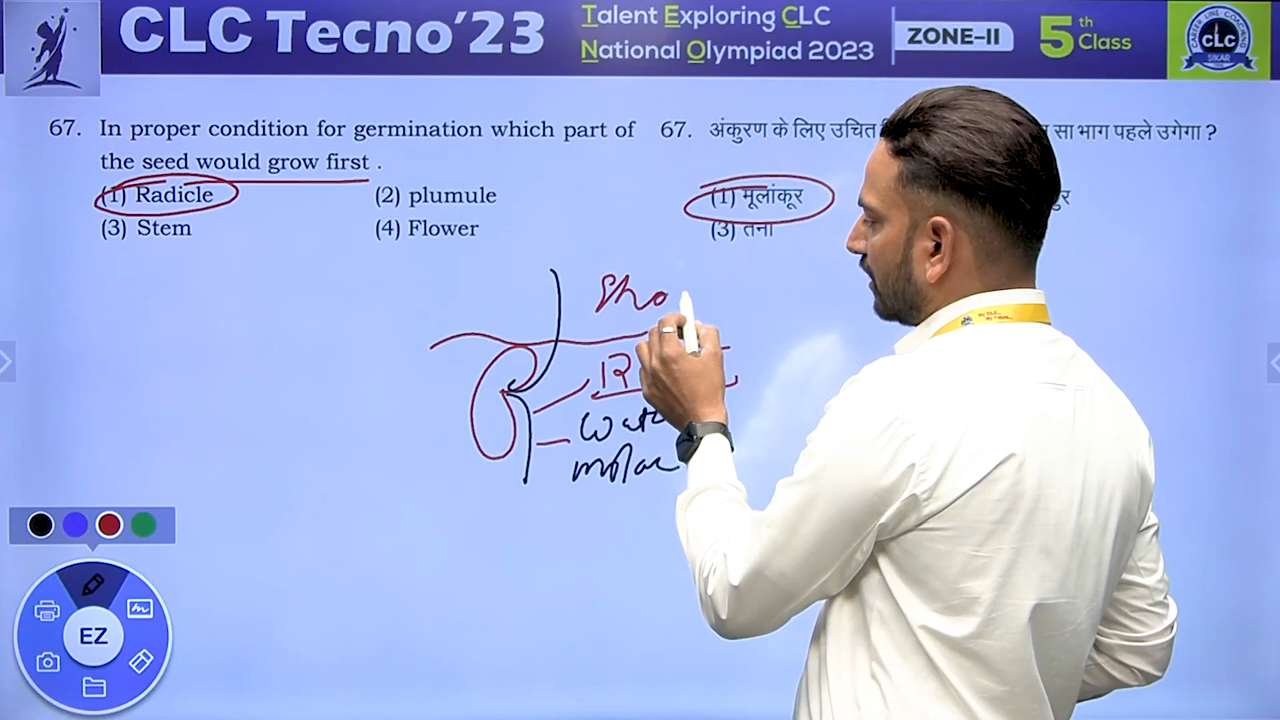 CLC Tecno'23
Talent Exploring CLC
National Olympiad 2023
ZONE–II
5th Class
CLC
SIKAR
67. In proper condition for germination which part of
the seed would grow first .
(1) Radicle (2) plumule
(3) Stem (4) Flower
67. अंकुरण के लिए उचित सा भाग पहले उगेगा ?
(1) मूलांकूर
(3) तना
Sho
R
Wat
EZ